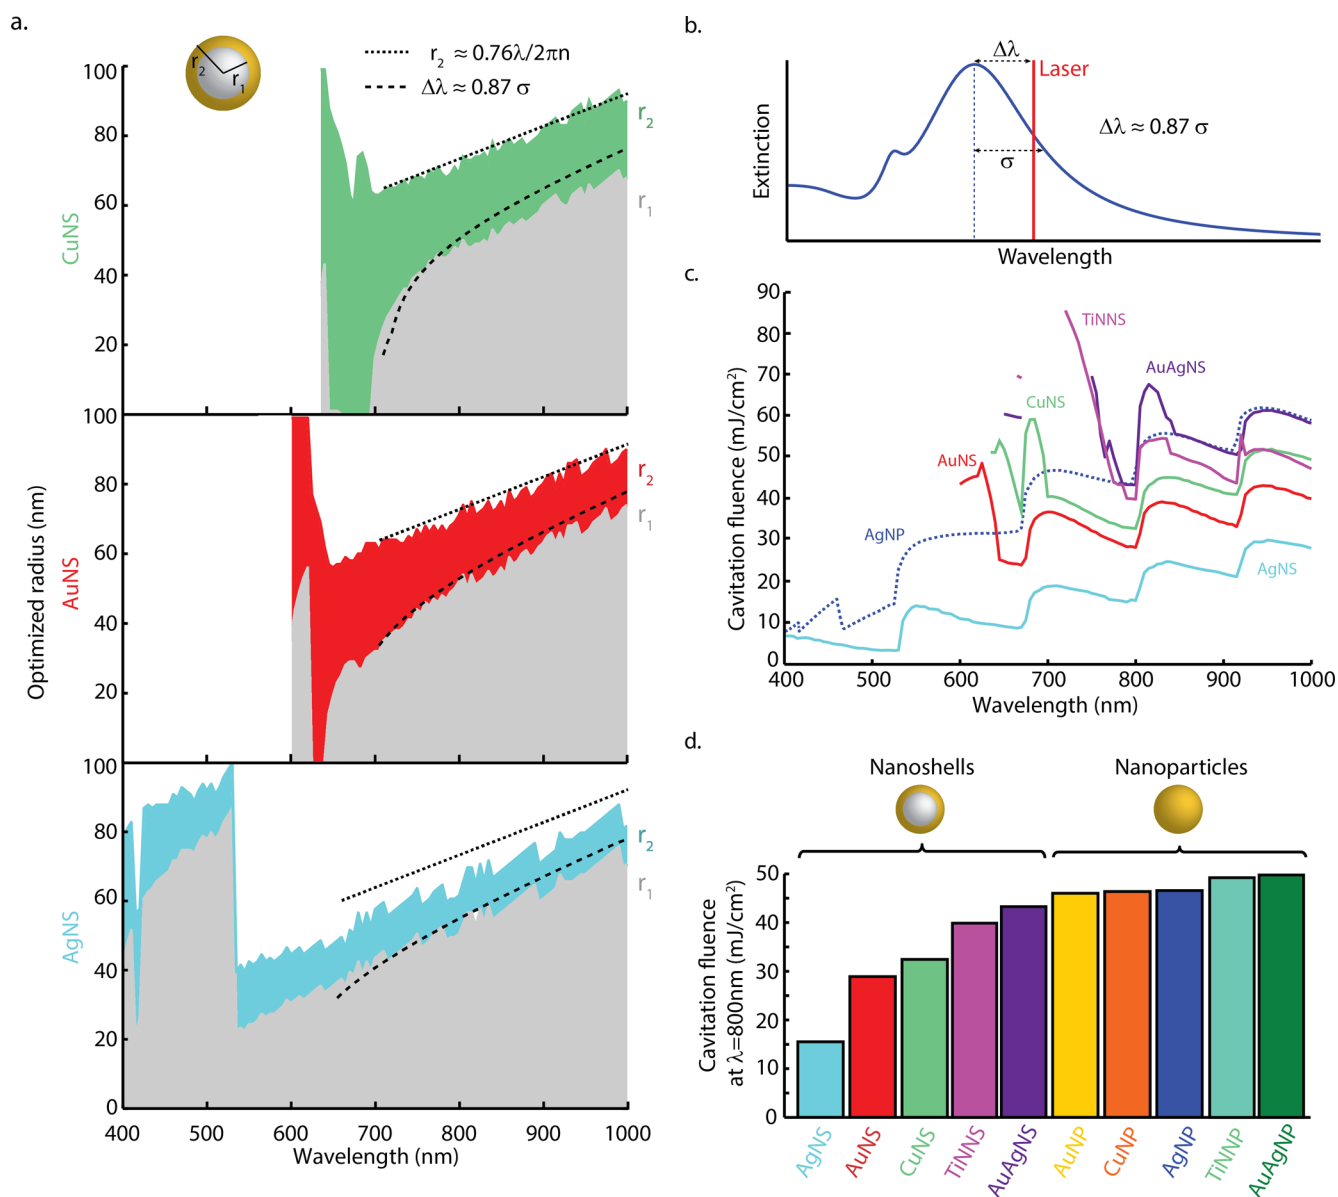 a.
r₂
r₁
r₂ ≈ 0.76λ/2πn
Δλ ≈ 0.87 σ
Optimized radius (nm)
CuNS
100
80
60
40
20
r₂
r₁
AuNS
100
80
60
40
20
r₂
r₁
AgNS
100
80
60
40
20
0
r₂
r₁
400 500 600 700 800 900 1000
Wavelength (nm)
b.
Extinction
Δλ
Laser
Δλ ≈ 0.87 σ
σ
Wavelength
c.
Cavitation fluence (mJ/cm²)
90
80
70
60
50
40
30
20
10
0
TiNNS
AuAgNS
CuNS
AuNS
AgNP
AgNS
400 500 600 700 800 900 1000
Wavelength (nm)
d.
Nanoshells
Nanoparticles
Cavitation fluence
at λ=800nm (mJ/cm²)
50
40
30
20
10
0
AgNS
AuNS
CuNS
TiNNS
AuAgNS
AuNP
CuNP
AgNP
TiNNP
AuAgNP